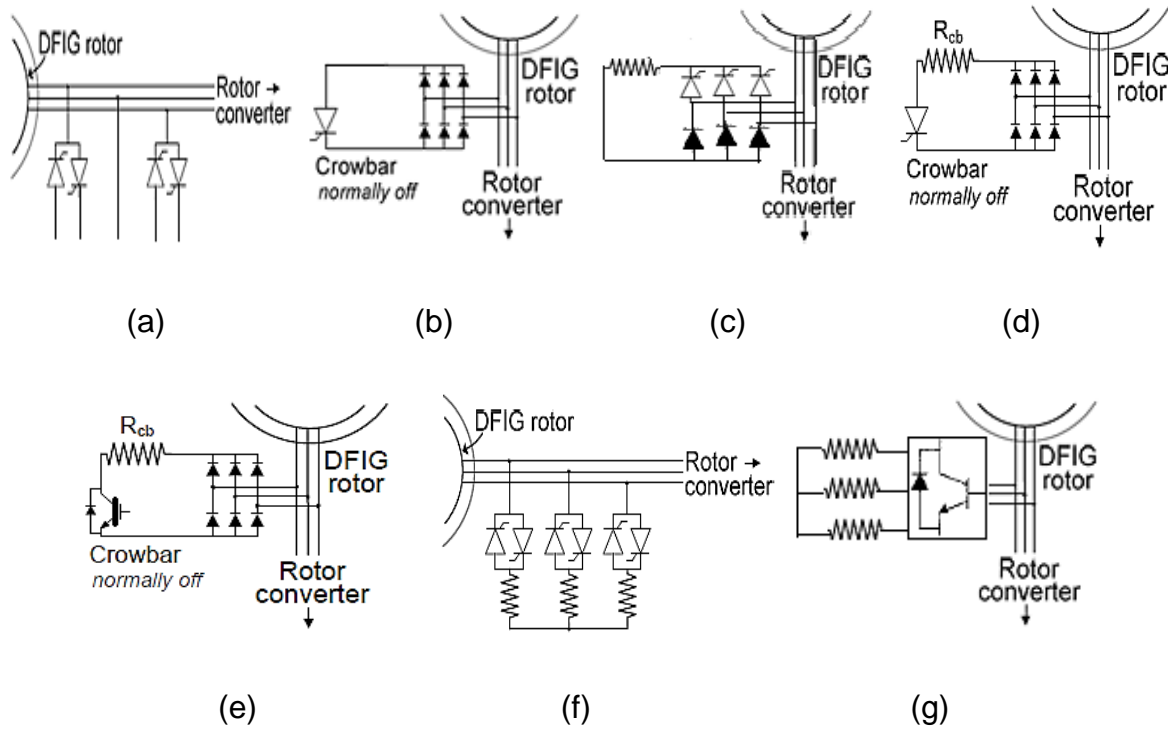 DFIG rotor
Rotor
converter
(a)
DFIG
rotor
Crowbar
normally off
Rotor
converter
(b)
DFIG
rotor
Rotor
converter
(c)
Rcb
DFIG
rotor
Crowbar
normally off
Rotor
converter
(d)
Rcb
DFIG
rotor
Crowbar
normally off
Rotor
converter
(e)
DFIG rotor
Rotor
converter
(f)
DFIG
rotor
Rotor
converter
(g)